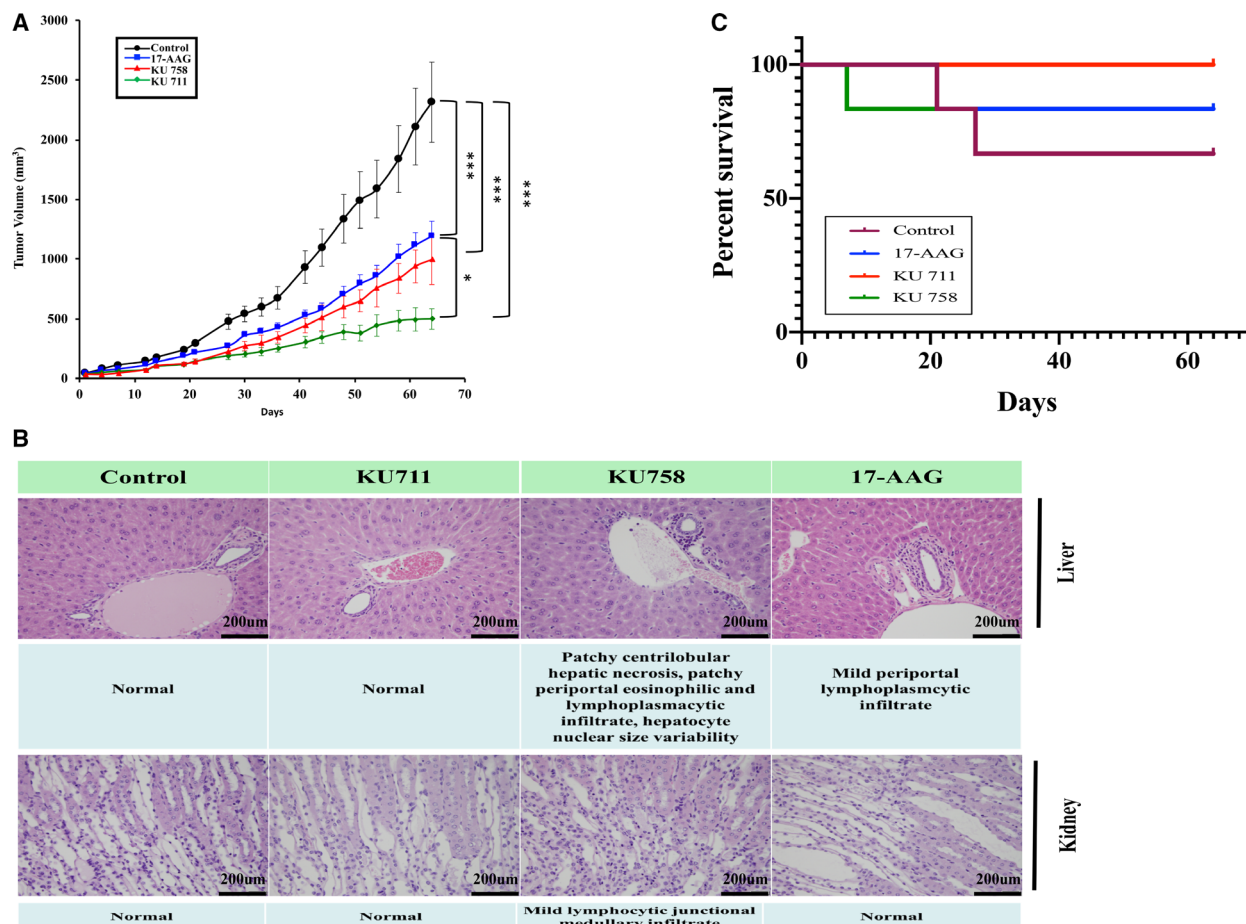 A
Control
17-AAG
KU 758
KU 711
3000
2500
2000
1500
1000
500
0
Tumor Volume (mm³)
0 10 20 30 40 50 60 70
Days
***
***
***
*
C
100
50
0
Percent survival
Control
17-AAG
KU 711
KU 758
0 20 40 60
Days
B
Control KU711 KU758 17-AAG
200um 200um 200um 200um
Liver
Normal
Normal
Patchy centrilobular
hepatic necrosis, patchy
periportal eosinophilic and
lymphoplasmacytic
infiltrate, hepatocyte
nuclear size variability
Mild periportal
lymphoplasmcytic
infiltrate
200um 200um 200um 200um
Kidney
Normal
Normal
Mild lymphocytic junctional
medullary infiltrate
Normal